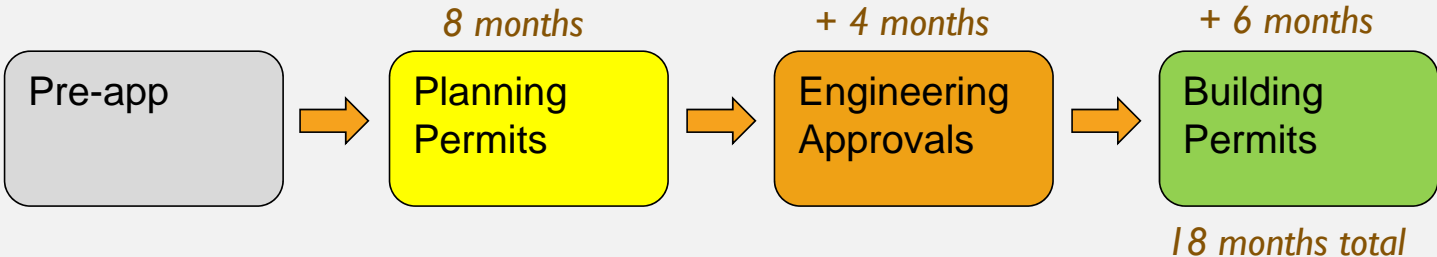 8 months
+ 4 months
+ 6 months
Pre-app
Planning
Permits
Engineering
Approvals
Building
Permits
18 months total